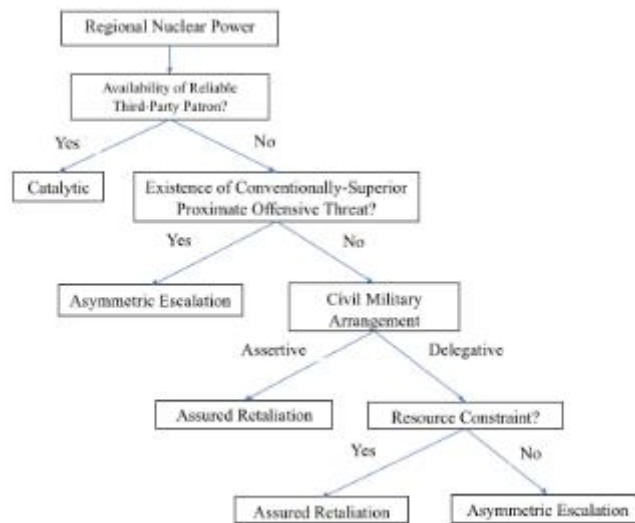 Regional Nuclear Power
Availability of Reliable
Third-Party Patron?
Yes
No
Catalytic
Existence of Conventionally-Superior
Proximate Offensive Threat?
Yes
No
Asymmetric Escalation
Civil Military
Arrangement
Assertive
Delegative
Assured Retaliation
Resource Constraint?
Yes
No
Assured Retaliation
Asymmetric Escalation